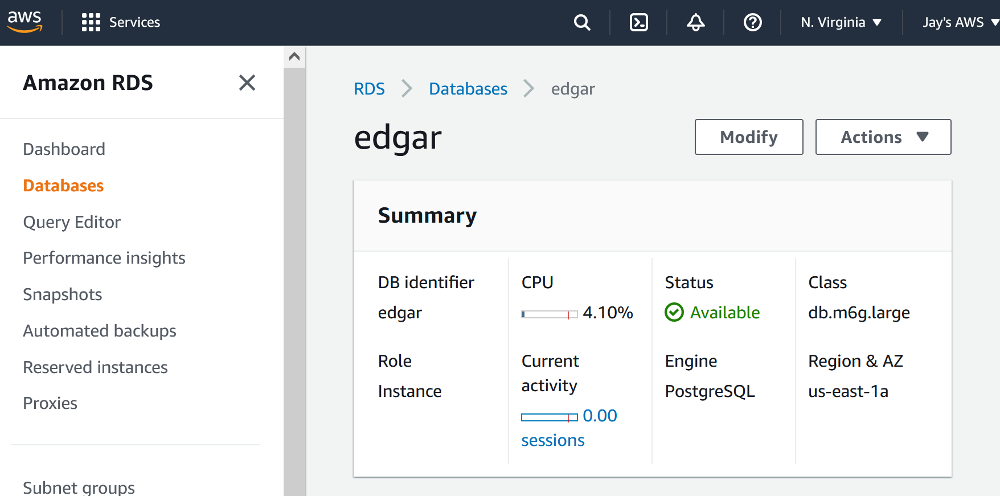 aws
Services
N. Virginia
Jay's AWS
Amazon RDS
Dashboard
Databases
Query Editor
Performance insights
Snapshots
Automated backups
Reserved instances
Proxies
Subnet groups
RDS
Databases
edgar
edgar
Modify
Actions
Summary
DB identifier
edgar
Role
Instance
CPU
4.10%
Current
activity
0.00
sessions
Status
Available
Engine
PostgreSQL
Class
db.m6g.large
Region & AZ
us-east-1a